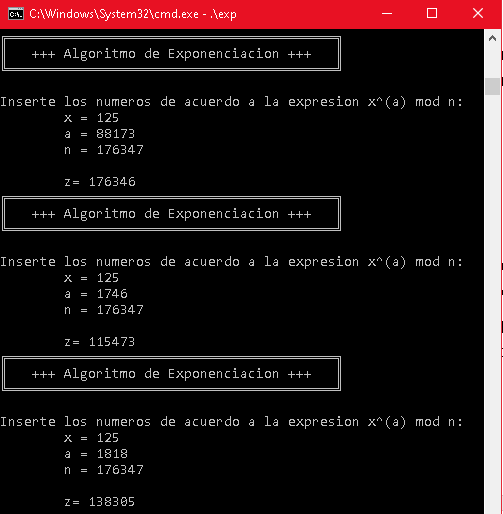 C:\Windows\System32\cmd.exe - .\exp
+++ Algoritmo de Exponenciacion +++
Inserte los numeros de acuerdo a la expresion x^(a) mod n:
x = 125
a = 88173
n = 176347
z= 176346
+++ Algoritmo de Exponenciacion +++
Inserte los numeros de acuerdo a la expresion x^(a) mod n:
x = 125
a = 1746
n = 176347
z= 115473
+++ Algoritmo de Exponenciacion +++
Inserte los numeros de acuerdo a la expresion x^(a) mod n:
x = 125
a = 1818
n = 176347
z= 138305